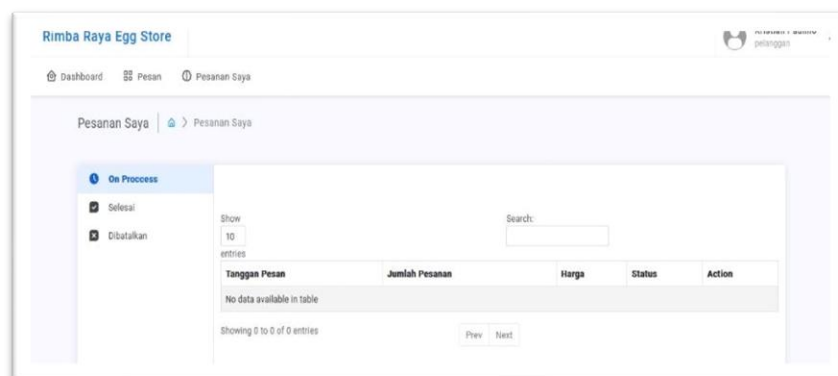 Rimba Raya Egg Store
pelanggan
Dashboard Pesan Pesanan Saya
Pesanan Saya > Pesanan Saya
On Proccess
Selesai
Dibatalkan
Show
10
entries
Search:
Tanggan Pesan Jumlah Pesanan Harga Status Action
No data available in table
Showing 0 to 0 of 0 entries
Prev Next